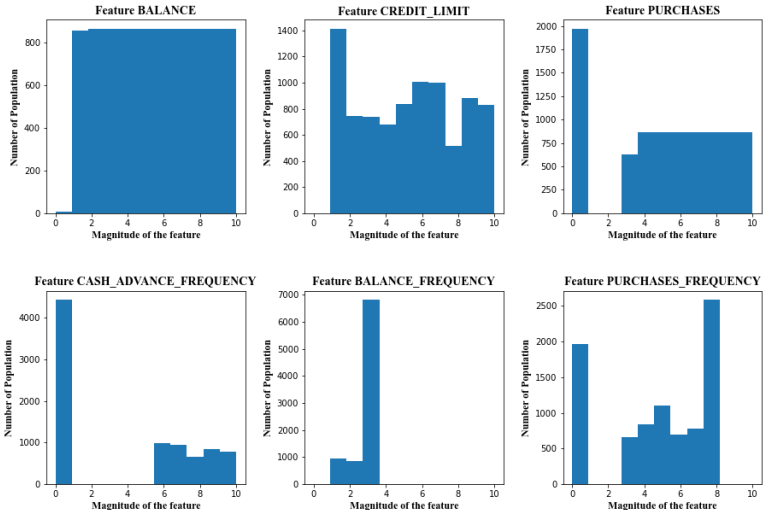 Feature BALANCE
800
600
400
200
0
Number of Population
0 2 4 6 8 10
Magnitude of the feature
Feature CREDIT_LIMIT
1400
1200
1000
800
600
400
200
0
Number of Population
0 2 4 6 8 10
Magnitude of the feature
Feature PURCHASES
2000
1750
1500
1250
1000
750
500
250
0
Number of Population
0 2 4 6 8 10
Magnitude of the feature
Feature CASH_ADVANCE_FREQUENCY
4000
3000
2000
1000
0
Number of Population
0 2 4 6 8 10
Magnitude of the feature
Feature BALANCE_FREQUENCY
7000
6000
5000
4000
3000
2000
1000
0
Number of Population
0 2 4 6 8 10
Magnitude of the feature
Feature PURCHASES_FREQUENCY
2500
2000
1500
1000
500
0
Number of Population
0 2 4 6 8 10
Magnitude of the feature